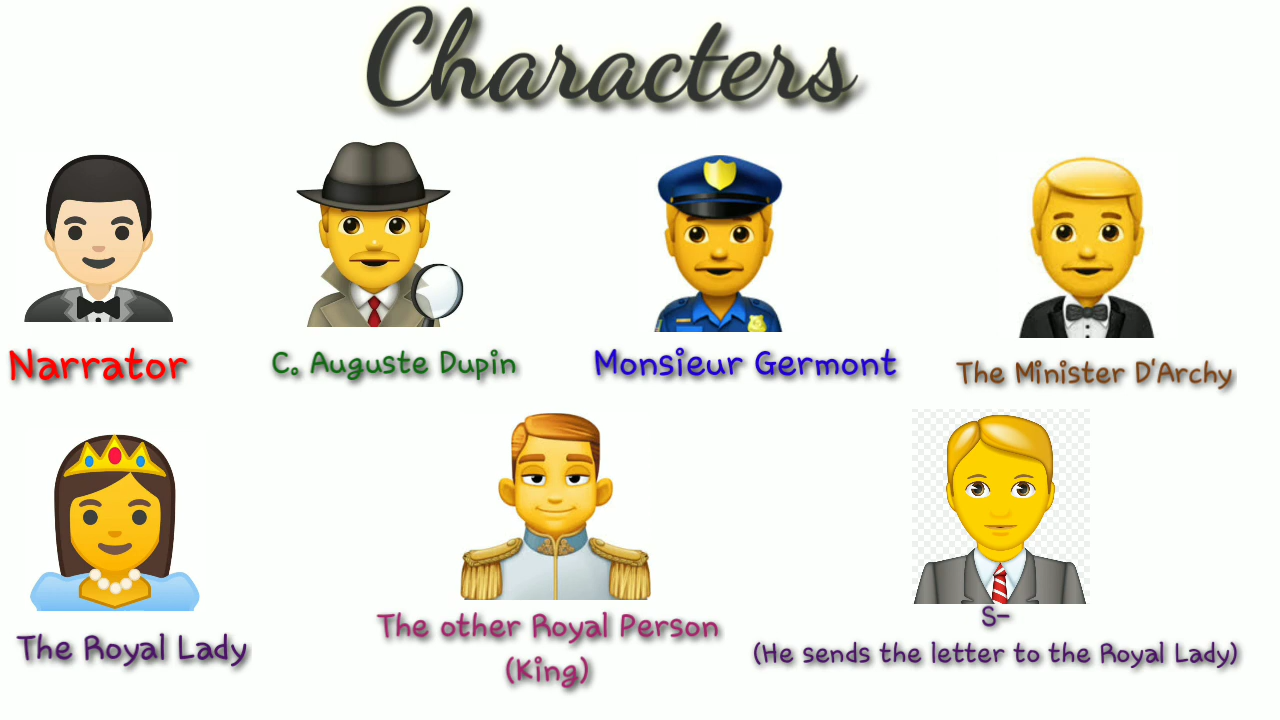 Characters
Narrator
C. Auguste Dupin
Monsieur Germont
The Minister D'Archy
The Royal Lady
The other Royal Person
(King)
S-
(He sends the letter to the Royal Lady)